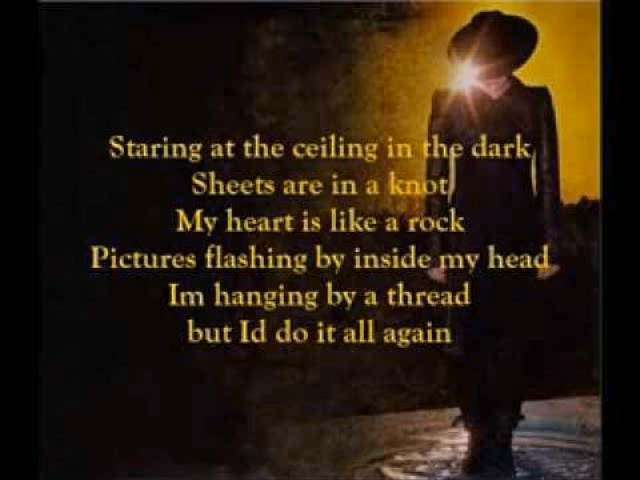 Staring at the ceiling in the dark
Sheets are in a knot
My heart is like a rock
Pictures flashing by inside my head
Im hanging by a thread
but Id do it all again